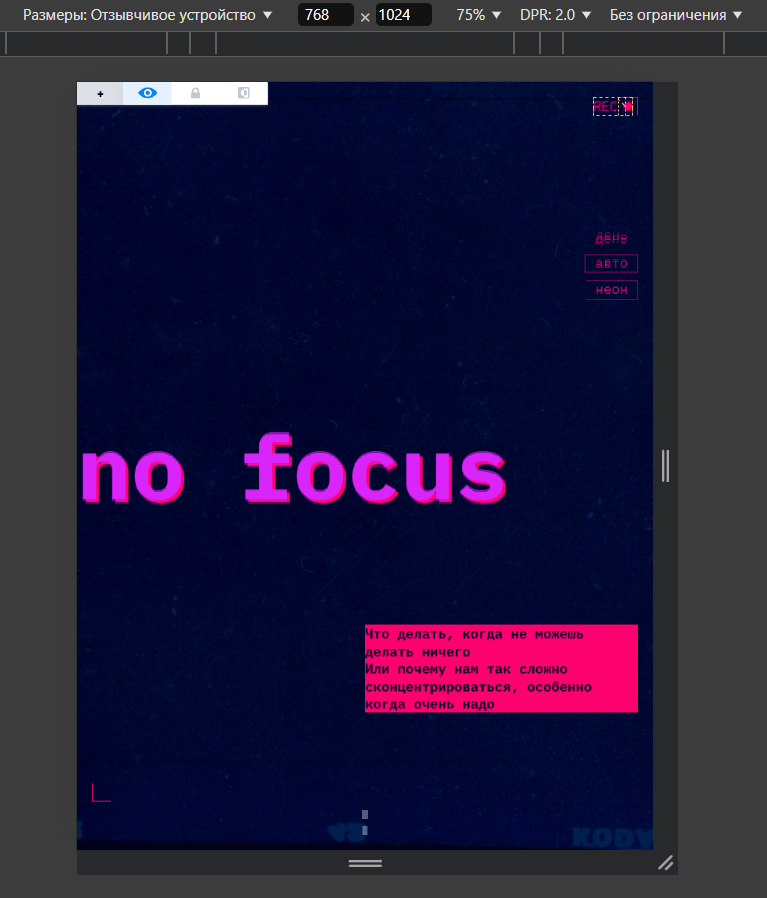 Размеры: Отзывчивое устройство ▼ 768 × 1024 75% ▼ DPR: 2.0 ▼ Без ограничения ▼
+
REC
день
авто
неон
no focus
Что делать, когда не можешь
делать ничего
Или почему нам так сложно
сконцентрироваться, особенно
когда очень надо